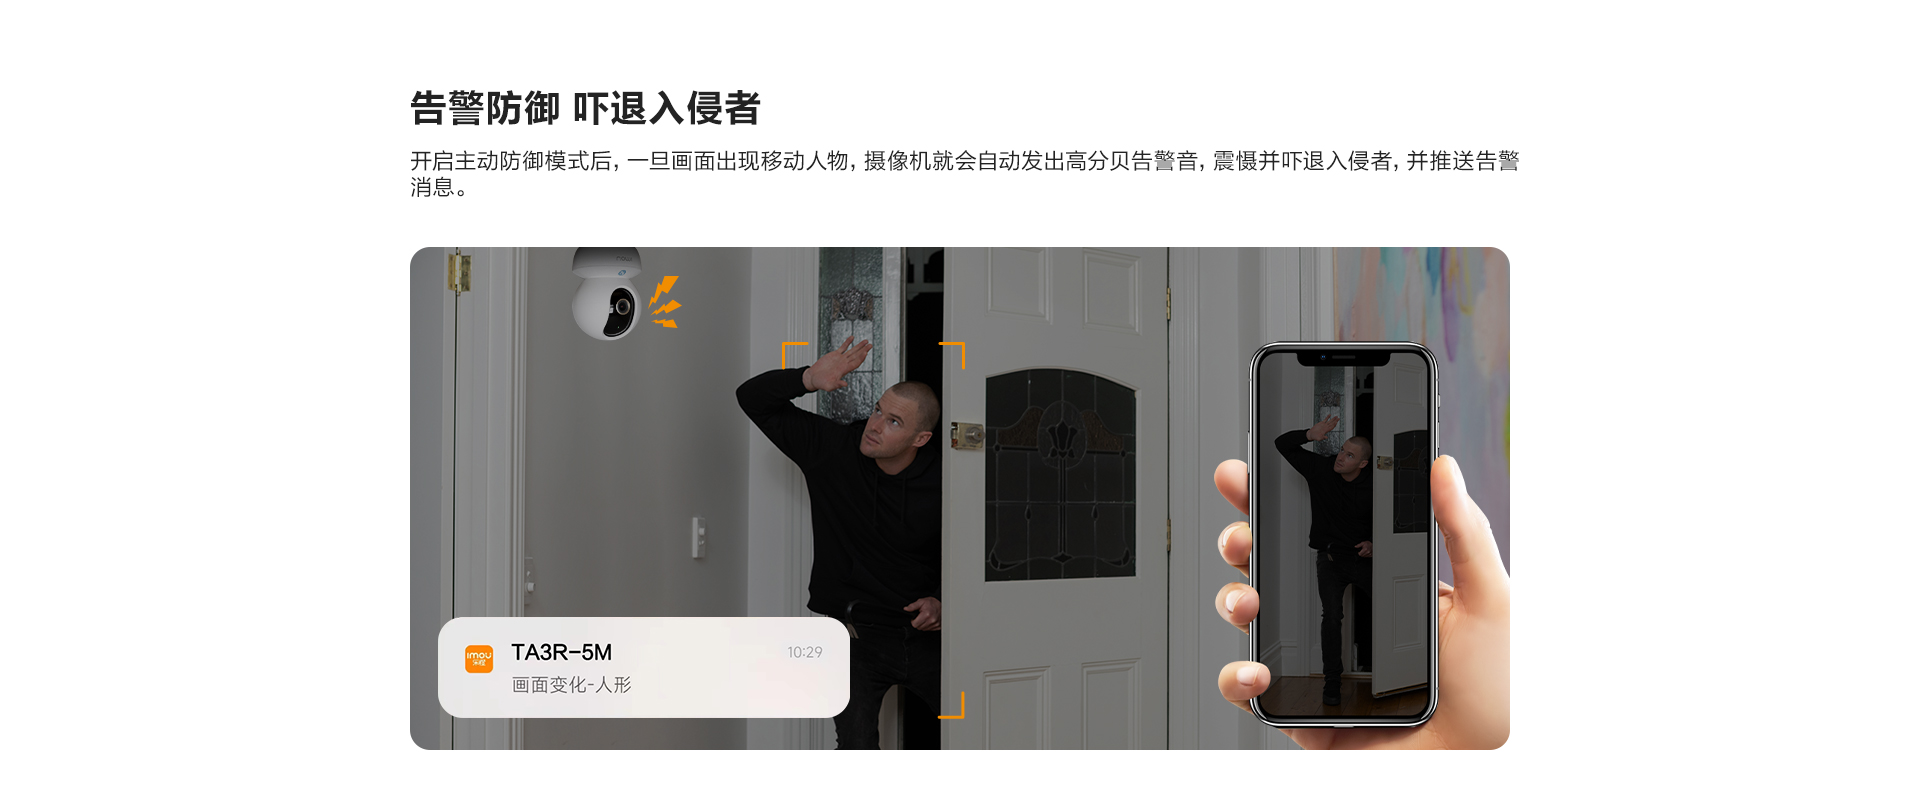 告警防御 吓退入侵者
开启主动防御模式后, 一旦画面出现移动人物, 摄像机就会自动发出高分贝告警音, 震慑并吓退入侵者, 并推送告警
消息。
imou
TA3R-5M
10:29
imou
乐橙
画面变化-人形